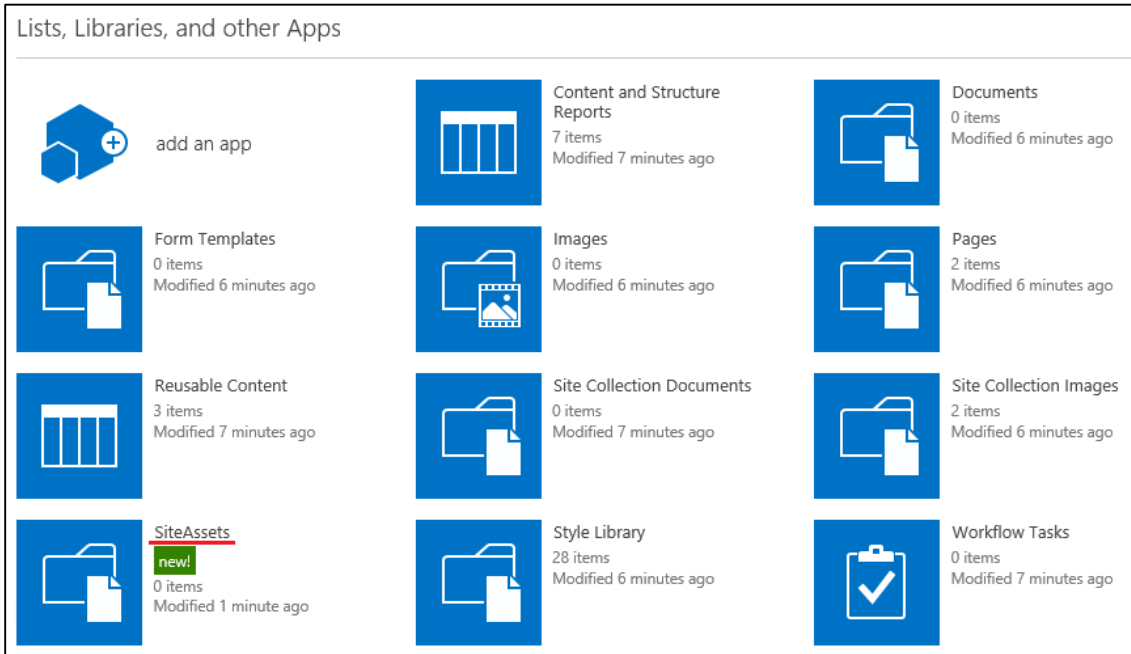 Lists, Libraries, and other Apps
add an app
Content and Structure
Reports
7 items
Modified 7 minutes ago
Documents
0 items
Modified 6 minutes ago
Form Templates
0 items
Modified 6 minutes ago
Images
0 items
Modified 6 minutes ago
Pages
2 items
Modified 6 minutes ago
Reusable Content
3 items
Modified 7 minutes ago
Site Collection Documents
0 items
Modified 7 minutes ago
Site Collection Images
2 items
Modified 6 minutes ago
SiteAssets
new!
0 items
Modified 1 minute ago
Style Library
28 items
Modified 6 minutes ago
Workflow Tasks
0 items
Modified 7 minutes ago